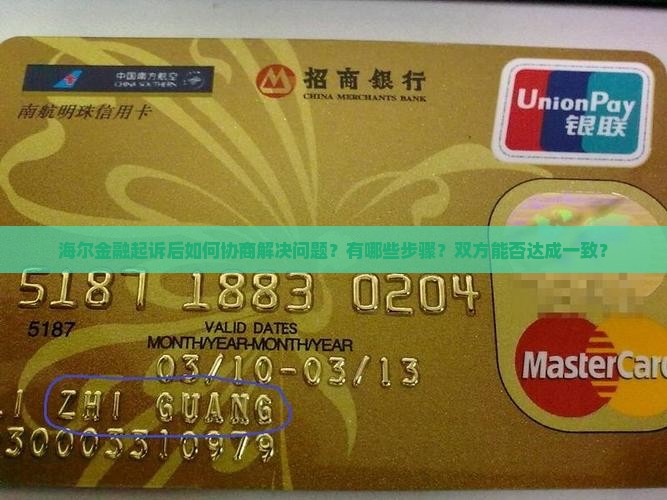 中国南方航空
CHINA SOUTHERN
招商銀行
CHINA MERCHANTS BANK
UnionPay
银联
南航明珠信用卡
海尔金融起诉后如何协商解决问题？有哪些步骤？双方能否达成一致？
5187 1883 0204
5187
VALID DATES
MONTH/YEAR-MONTH/YEAR
03/10-03/13
MasterCard
ZHI GUANG